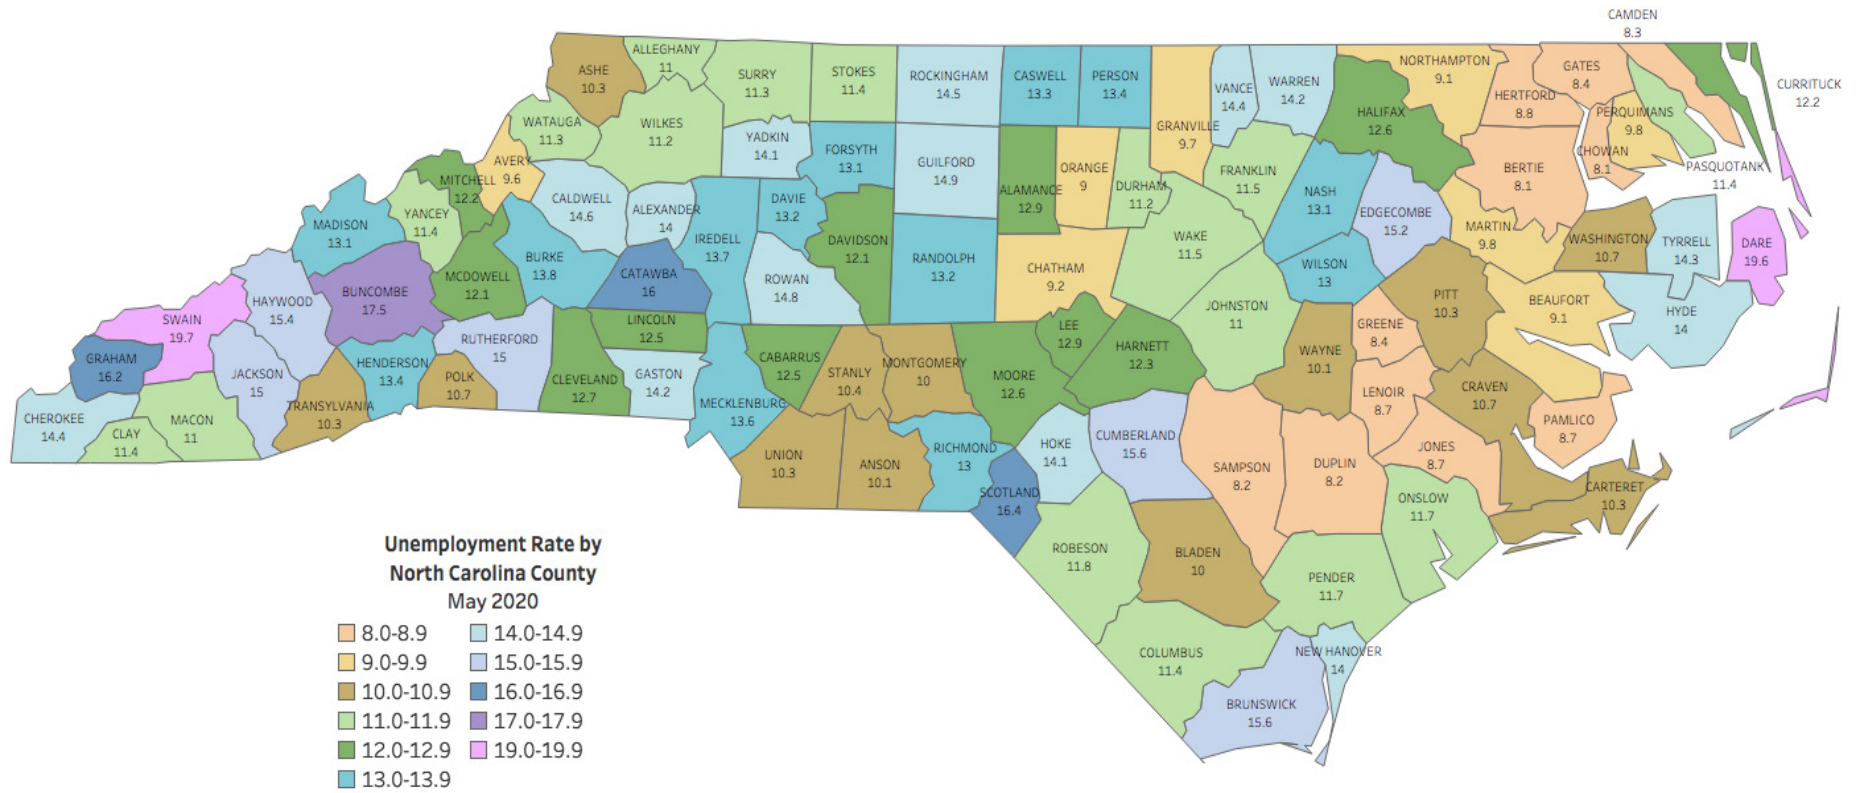 CAMDEN
8.3
ALLEGHANY
11
ASHE
10.3
SURRY
11.3
STOKES
11.4
ROCKINGHAM
14.5
CASWELL
13.3
PERSON
13.4
NORTHAMPTON
9.1
GATES
8.4
VANCE
14.4
WARREN
14.2
HERTFORD
8.8
CURRITUCK
12.2
WATAUGA
11.3
WILKES
11.2
YADKIN
14.1
FORSYTH
13.1
GUILFORD
14.9
GRANVILLE
9.7
HALIFAX
12.6
PERQUIMANS
9.8
CHOWAN
8.1
AVERY
9.6
MITCHELL
12.2
CALDWELL
14.6
ALEXANDER
14
DAVIE
13.2
ALAMANCE
12.9
ORANGE
9
DURHAM
11.2
FRANKLIN
11.5
NASH
13.1
EDGECOMBE
15.2
BERTIE
8.1
PASQUOTANK
11.4
MADISON
13.1
YANCEY
11.4
IREDELL
13.7
DAVIDSON
12.1
RANDOLPH
13.2
CHATHAM
9.2
WAKE
11.5
WILSON
13
MARTIN
9.8
WASHINGTON
10.7
TYRRELL
14.3
DARE
19.6
HAYWOOD
15.4
BUNCOMBE
17.5
MCDOWELL
12.1
BURKE
13.8
CATAWBA
16
ROWAN
14.8
JOHNSTON
11
PITT
10.3
BEAUFORT
9.1
HYDE
14
SWAIN
19.7
RUTHERFORD
15
LINCOLN
12.5
LEE
12.9
GREENE
8.4
GRAHAM
16.2
JACKSON
15
HENDERSON
13.4
POLK
10.7
CLEVELAND
12.7
GASTON
14.2
CABARRUS
12.5
STANLY
10.4
MONTGOMERY
10
MOORE
12.6
HARNETT
12.3
WAYNE
10.1
LENOIR
8.7
CRAVEN
10.7
CHEROKEE
14.4
CLAY
11.4
MACON
11
TRANSYLVANIA
10.3
MECKLENBURG
13.6
UNION
10.3
ANSON
10.1
RICHMOND
13
HOKE
14.1
CUMBERLAND
15.6
SAMPSON
8.2
DUPLIN
8.2
JONES
8.7
PAMLICO
8.7
SCOTLAND
16.4
ONSLOW
11.7
CARTERET
10.3
ROBESON
11.8
BLADEN
10
PENDER
11.7
COLUMBUS
11.4
NEW HANOVER
14
BRUNSWICK
15.6
Unemployment Rate by
North Carolina County
May 2020
8.0-8.9
9.0-9.9
10.0-10.9
11.0-11.9
12.0-12.9
13.0-13.9
14.0-14.9
15.0-15.9
16.0-16.9
17.0-17.9
19.0-19.9